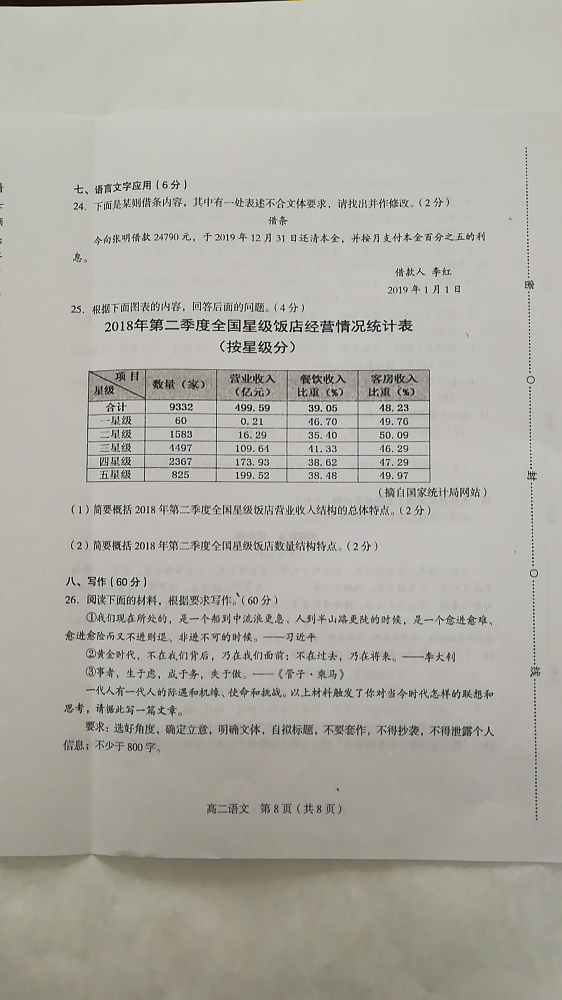 七、语言文字应用(6分)
24. 下面是某则借条内容，其中有一处表述不合文体要求，请找出并作修改。(2分)
借条
今向张明借款24790元，于2019年12月31日还清本金，并按月支付本金百分之五的利
息。
借款人 李红
2019年1月1日
25. 根据下面图表的内容，回答后面的问题。(4分)
2018年第二季度全国星级饭店经营情况统计表
(按星级分)
项目 星级 数量（家） 营业收入（亿元） 餐饮收入比重（%） 客房收入比重（%）
合计 9332 499.59 39.05 48.23
一星级 60 0.21 46.70 49.76
二星级 1583 16.29 35.40 50.09
三星级 4497 109.64 41.33 46.29
四星级 2367 173.93 38.62 47.29
五星级 825 199.52 38.48 49.97
(摘自国家统计局网站)
(1)简要概括2018年第二季度全国星级饭店营业收入结构的总体特点。(2分)
(2)简要概括2018年第二季度全国星级饭店数量结构特点。(2分)
八、写作(60分)
26. 阅读下面的材料，根据要求写作。(60分)
①我们现在所处的，是一个船到中流浪更急、人到半山路更陡的时候，是一个愈进愈难、
愈进愈险而又不进则退、非进不可的时候。——习近平
②黄金时代，不在我们背后，乃在我们面前；不在过去，乃在将来。——李大钊
③事者，生于虑，成于务，失于傲。——《管子·乘马》
一代人有一代人的际遇和机缘、使命和挑战。以上材料触发了你对当今时代怎样的联想和
思考，请据此写一篇文章。
要求：选好角度，确定立意，明确文体，自拟标题，不要套作，不得抄袭，不得泄露个人
信息；不少于800字。
高二语文 第8页(共8页)
密
封
线